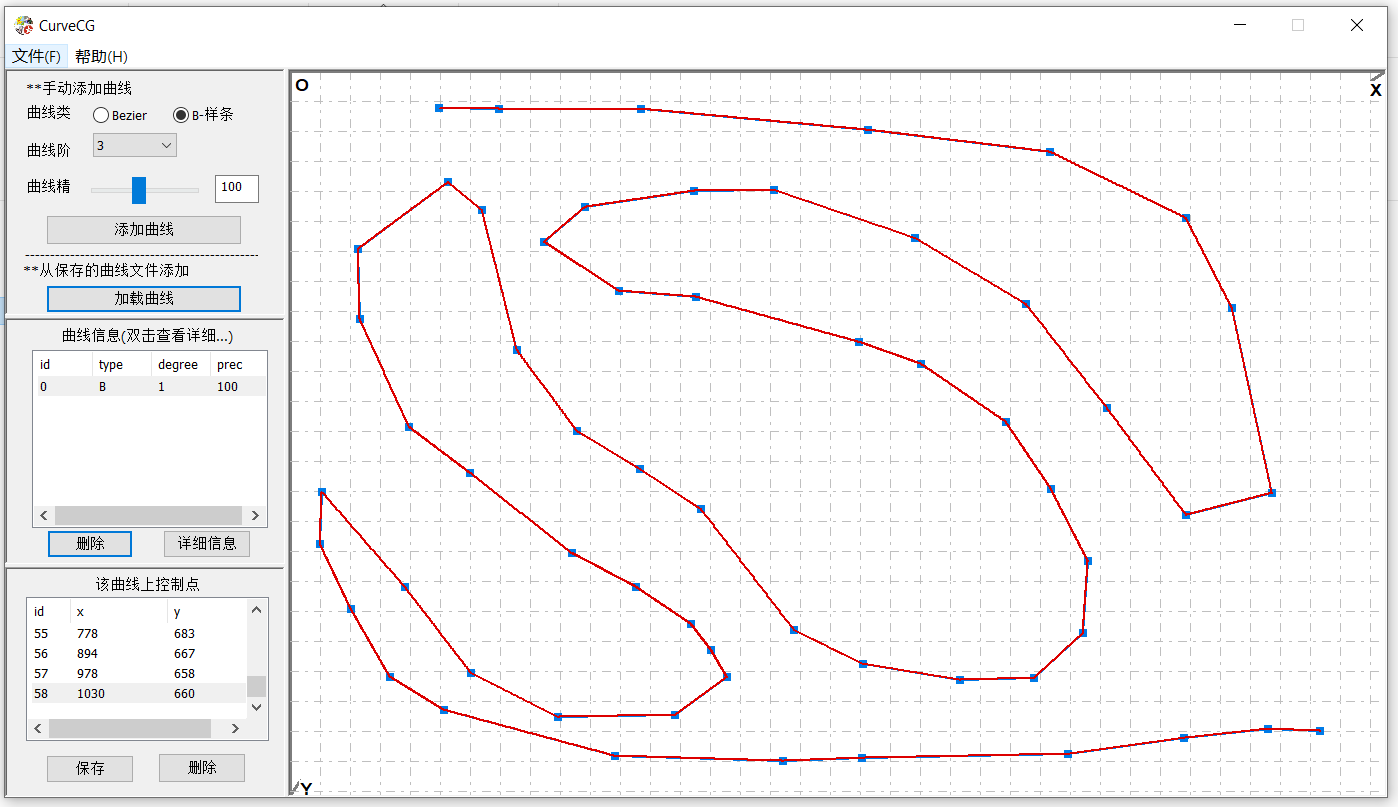 CurveCG
文件(F) 帮助(H)
**手动添加曲线
曲线类 Bezier B-样条
曲线阶 3
曲线精 100
添加曲线
**从保存的曲线文件添加
加载曲线
曲线信息(双击查看详细...)
id type degree prec
0 B 1 100
删除 详细信息
该曲线上控制点
id x y
55 778 683
56 894 667
57 978 658
58 1030 660
保存 删除
O
X
Y